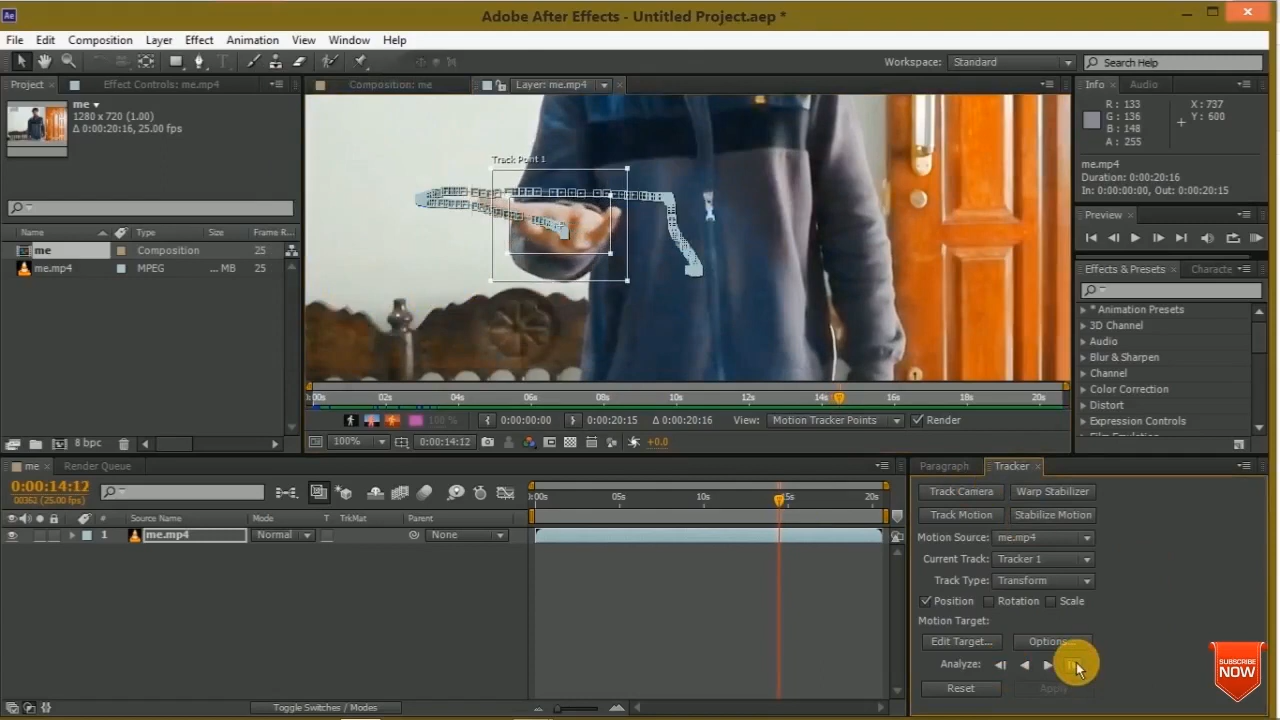 Adobe After Effects - Untitled Project.aep *
File Edit Composition Layer Effect Animation View Window Help
Workspace: Standard Search Help
Project Effect Controls: me.mp4 Composition: me Layer: me.mp4 Info Audio
me
1280 x 720 (1.00)
Δ 0:00:20:16, 25.00 fps
R : 133
G : 136
B : 148
A : 255
X : 737
Y : 600
me.mp4
Duration: 0:00:20:16
In: 0:00:00:00, Out: 0:00:20:15
Track Point 1
Preview
Name Type Size Frame R...
me Composition 25
me.mp4 MPEG ... MB 25
Effects & Presets Characte
* Animation Presets
3D Channel
Audio
Blur & Sharpen
Channel
Color Correction
Distort
Expression Controls
Film Emulation
:00s 02s 04s 06s 08s 10s 12s 14s 16s 18s 20s
100% 0:00:00:00 0:00:20:15 Δ 0:00:20:16 View: Motion Tracker Points Render
8 bpc 100% 0:00:14:12 +0.0
me Render Queue
0:00:14:12
00362 (25.00 fps)
:00s 05s 10s 15s 20s
# Source Name Mode T TrkMat Parent
1 me.mp4 Normal None
Paragraph Tracker
Track Camera Warp Stabilizer
Track Motion Stabilize Motion
Motion Source: me.mp4
Current Track: Tracker 1
Track Type: Transform
Position Rotation Scale
Motion Target:
Edit Target... Options...
Analyze:
Reset Apply
SUBSCRIBE
NOW
Toggle Switches / Modes